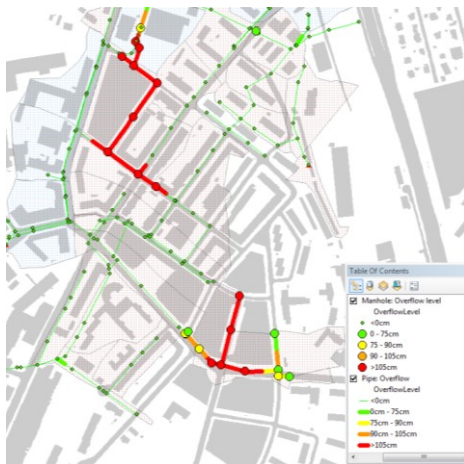 Table Of Contents
Manhole: Overflow level
OverflowLevel
<0cm
0 - 75cm
75 - 90cm
90 - 105cm
>105cm
Pipe: Overflow
OverflowLevel
<0cm
0cm - 75cm
75cm - 90cm
90cm - 105cm
>105cm